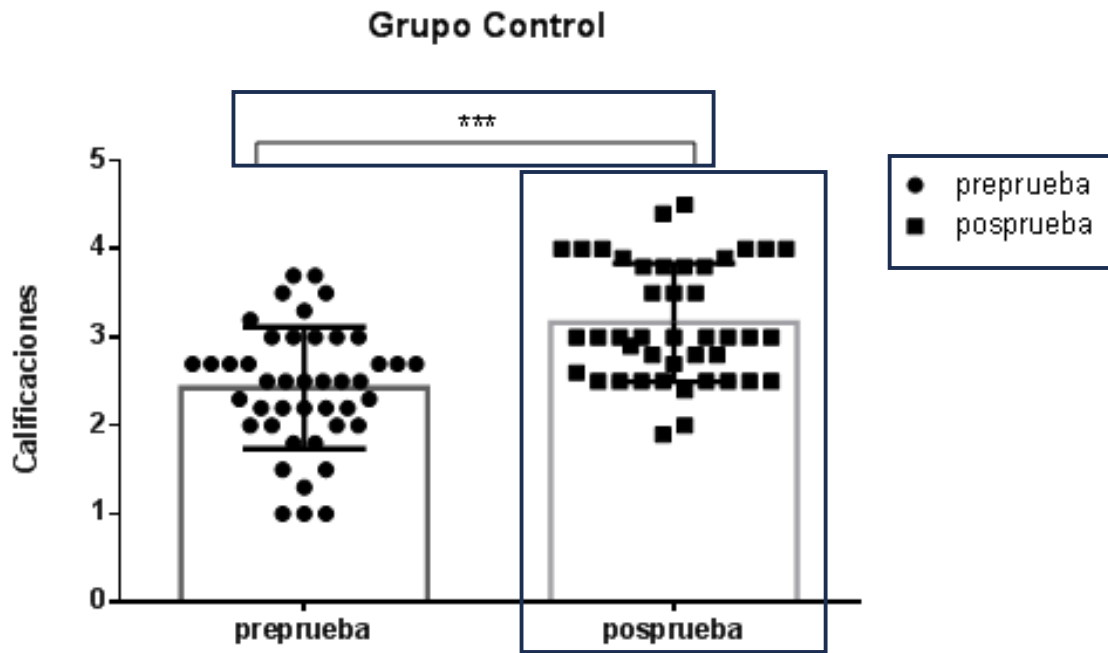 Grupo Control
***
Calificaciones
5
4
3
2
1
0
preprueba
posprueba
preprueba
posprueba